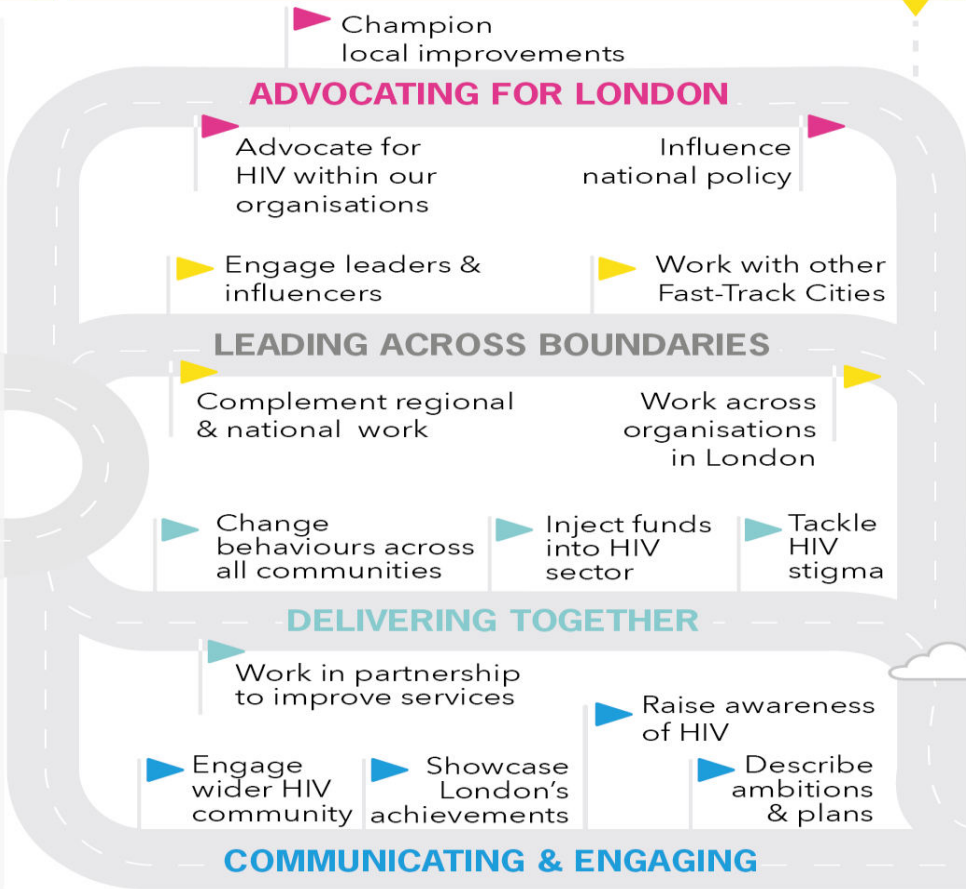 Champion
local improvements
ADVOCATING FOR LONDON
Advocate for
HIV within our
organisations
Influence
national policy
Engage leaders &
influencers
Work with other
Fast-Track Cities
LEADING ACROSS BOUNDARIES
Complement regional
& national work
Work across
organisations
in London
Change
behaviours across
all communities
Inject funds
into HIV
sector
Tackle
HIV
stigma
DELIVERING TOGETHER
Work in partnership
to improve services
Raise awareness
of HIV
Engage
wider HIV
community
Showcase
London's
achievements
Describe
ambitions
& plans
COMMUNICATING & ENGAGING